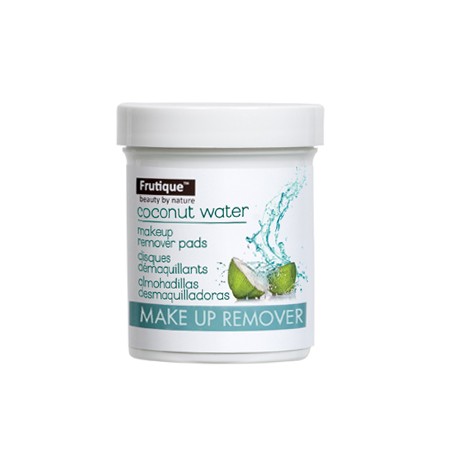 Frutique™
beauty by nature
coconut water
makeup
remover pads
disques
démaquillants
almohadillas
desmaquilladoras
MAKE UP REMOVER